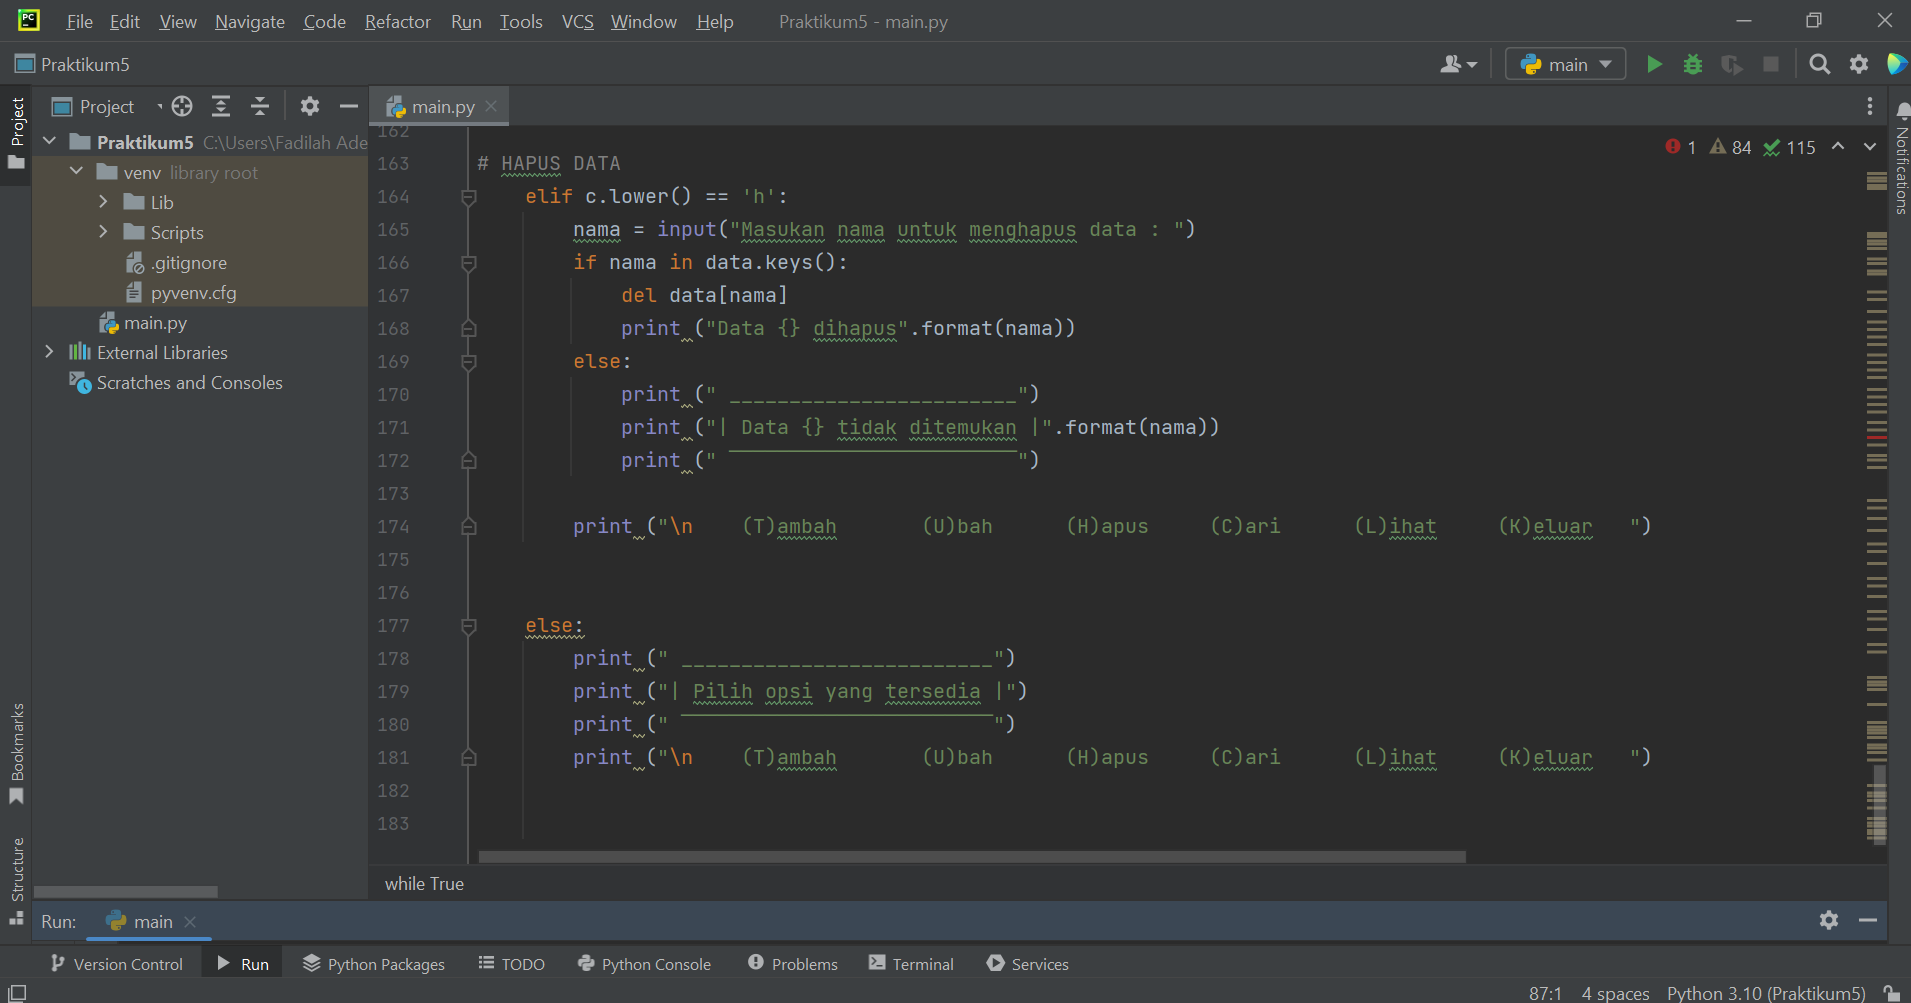 File Edit View Navigate Code Refactor Run Tools VCS Window Help Praktikum5 - main.py
Praktikum5 main
Project main.py
Praktikum5 C:\Users\Fadilah Ade
venv library root
Lib
Scripts
.gitignore
pyvenv.cfg
main.py
External Libraries
Scratches and Consoles
Project
Bookmarks
Structure
1 84 115
Notifications
162
163 # HAPUS DATA
164 elif c.lower() == 'h':
165 nama = input("Masukan nama untuk menghapus data : ")
166 if nama in data.keys():
167 del data[nama]
168 print ("Data {} dihapus".format(nama))
169 else:
170 print (" ________________________")
171 print ("| Data {} tidak ditemukan |".format(nama))
172 print (" ‾‾‾‾‾‾‾‾‾‾‾‾‾‾‾‾‾‾‾‾‾‾‾‾")
173
174 print ("\n    (T)ambah       (U)bah      (H)apus     (C)ari      (L)ihat     (K)eluar   ")
175
176
177 else:
178 print (" __________________________")
179 print ("| Pilih opsi yang tersedia |")
180 print (" ‾‾‾‾‾‾‾‾‾‾‾‾‾‾‾‾‾‾‾‾‾‾‾‾‾‾")
181 print ("\n    (T)ambah       (U)bah      (H)apus     (C)ari      (L)ihat     (K)eluar   ")
182
183
while True
Run: main
Version Control Run Python Packages TODO Python Console Problems Terminal Services
87:1 4 spaces Python 3.10 (Praktikum5)